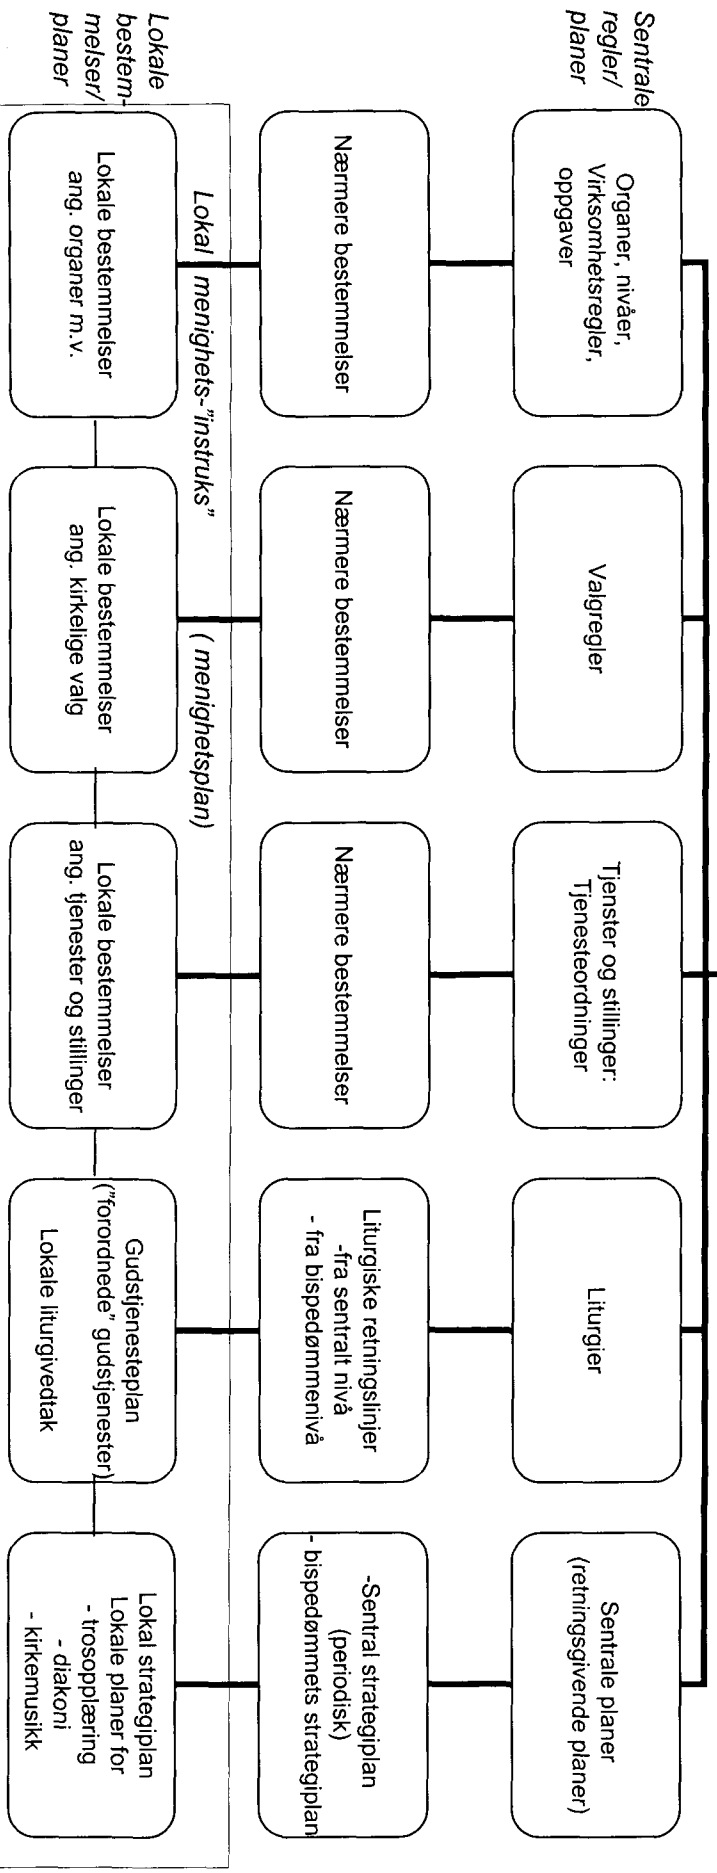 Sentrale
regler/
planer
Organer, nivåer,
Virksomhetsregler,
oppgaver
Valgregler
Tjenster og stillinger:
Tjenesteordninger
Liturgier
Sentrale planer
(retningsgivende planer)
Nærmere bestemmelser
Nærmere bestemmelser
Nærmere bestemmelser
Liturgiske retningslinjer
-fra sentralt nivå
- fra bispedømmenivå
-Sentral strategiplan
(periodisk)
- bispedømmets strategiplan
Lokal menighets-"instruks" ( menighetsplan)
Lokale
bestem-
melser/
planer
Lokale bestemmelser
ang. organer m.v.
Lokale bestemmelser
ang. kirkelige valg
Lokale bestemmelser
ang. tjenester og stillinger
Gudstjenesteplan
("forordnede" gudstjenester)
Lokale liturgivedtak
Lokal strategiplan
Lokale planer for
- trosopplæring
- diakoni
- kirkemusikk